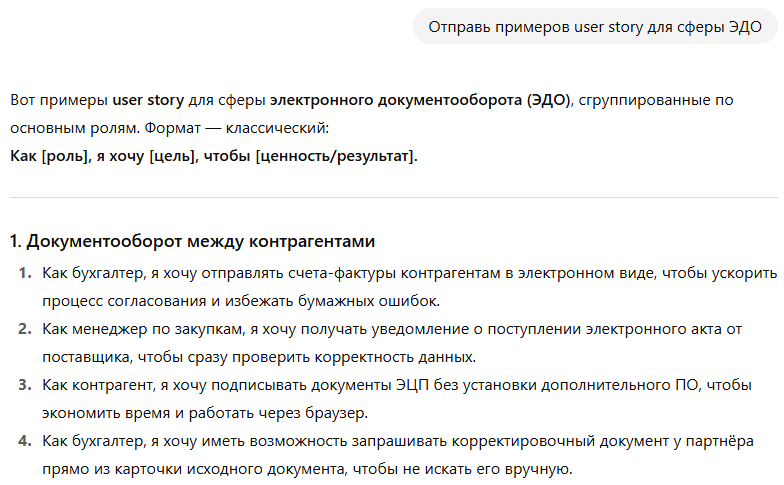 Отправь примеров user story для сферы ЭДО
Вот примеры user story для сферы электронного документооборота (ЭДО), сгруппированные по
основным ролям. Формат — классический:
Как [роль], я хочу [цель], чтобы [ценность/результат].
1. Документооборот между контрагентами
1. Как бухгалтер, я хочу отправлять счета-фактуры контрагентам в электронном виде, чтобы ускорить
процесс согласования и избежать бумажных ошибок.
2. Как менеджер по закупкам, я хочу получать уведомление о поступлении электронного акта от
поставщика, чтобы сразу проверить корректность данных.
3. Как контрагент, я хочу подписывать документы ЭЦП без установки дополнительного ПО, чтобы
экономить время и работать через браузер.
4. Как бухгалтер, я хочу иметь возможность запрашивать корректировочный документ у партнёра
прямо из карточки исходного документа, чтобы не искать его вручную.